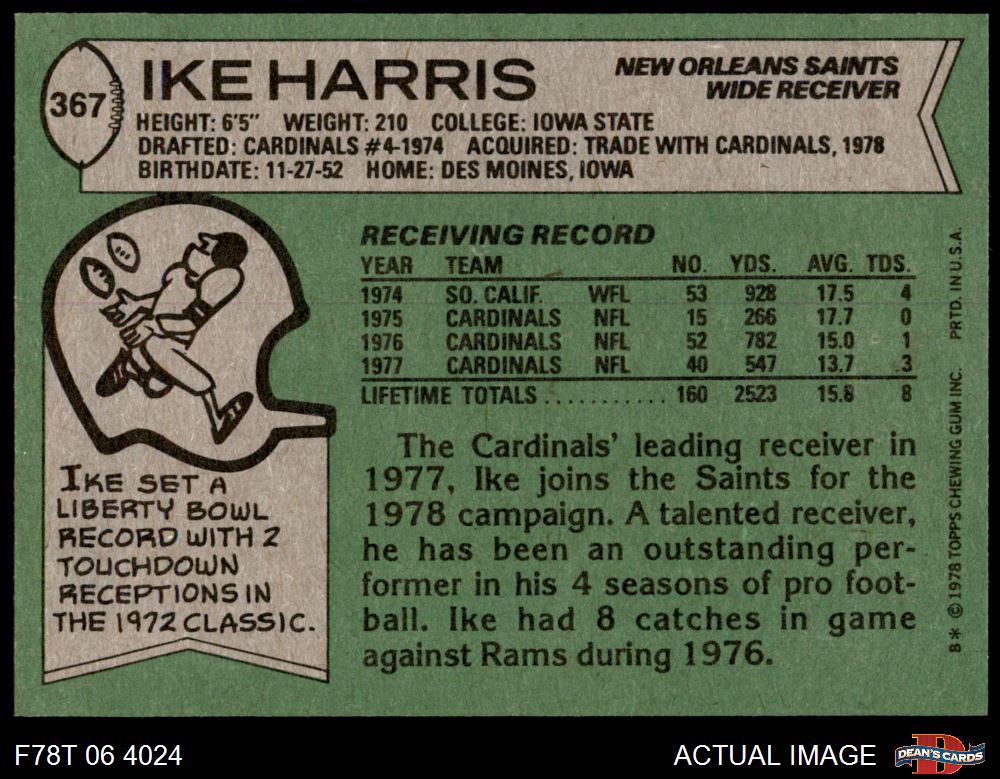 367
IKE HARRIS
NEW ORLEANS SAINTS
WIDE RECEIVER
HEIGHT: 6'5" WEIGHT: 210 COLLEGE: IOWA STATE
DRAFTED: CARDINALS #4-1974 ACQUIRED: TRADE WITH CARDINALS, 1978
BIRTHDATE: 11-27-52 HOME: DES MOINES, IOWA
RECEIVING RECORD
YEAR TEAM NO. YDS. AVG. TDS.
1974 SO. CALIF. WFL 53 928 17.5 4
1975 CARDINALS NFL 15 266 17.7 0
1976 CARDINALS NFL 52 782 15.0 1
1977 CARDINALS NFL 40 547 13.7 3
LIFETIME TOTALS ........... 160 2523 15.8 8
The Cardinals' leading receiver in
1977, Ike joins the Saints for the
1978 campaign. A talented receiver,
he has been an outstanding per-
former in his 4 seasons of pro foot-
ball. Ike had 8 catches in game
against Rams during 1976.
IKE SET A
LIBERTY BOWL
RECORD WITH 2
TOUCHDOWN
RECEPTIONS IN
THE 1972 CLASSIC.
8* © 1978 TOPPS CHEWING GUM INC. PRTD. IN U.S.A.
F78T 06 4024
ACTUAL IMAGE
D
DEAN'S CARDS